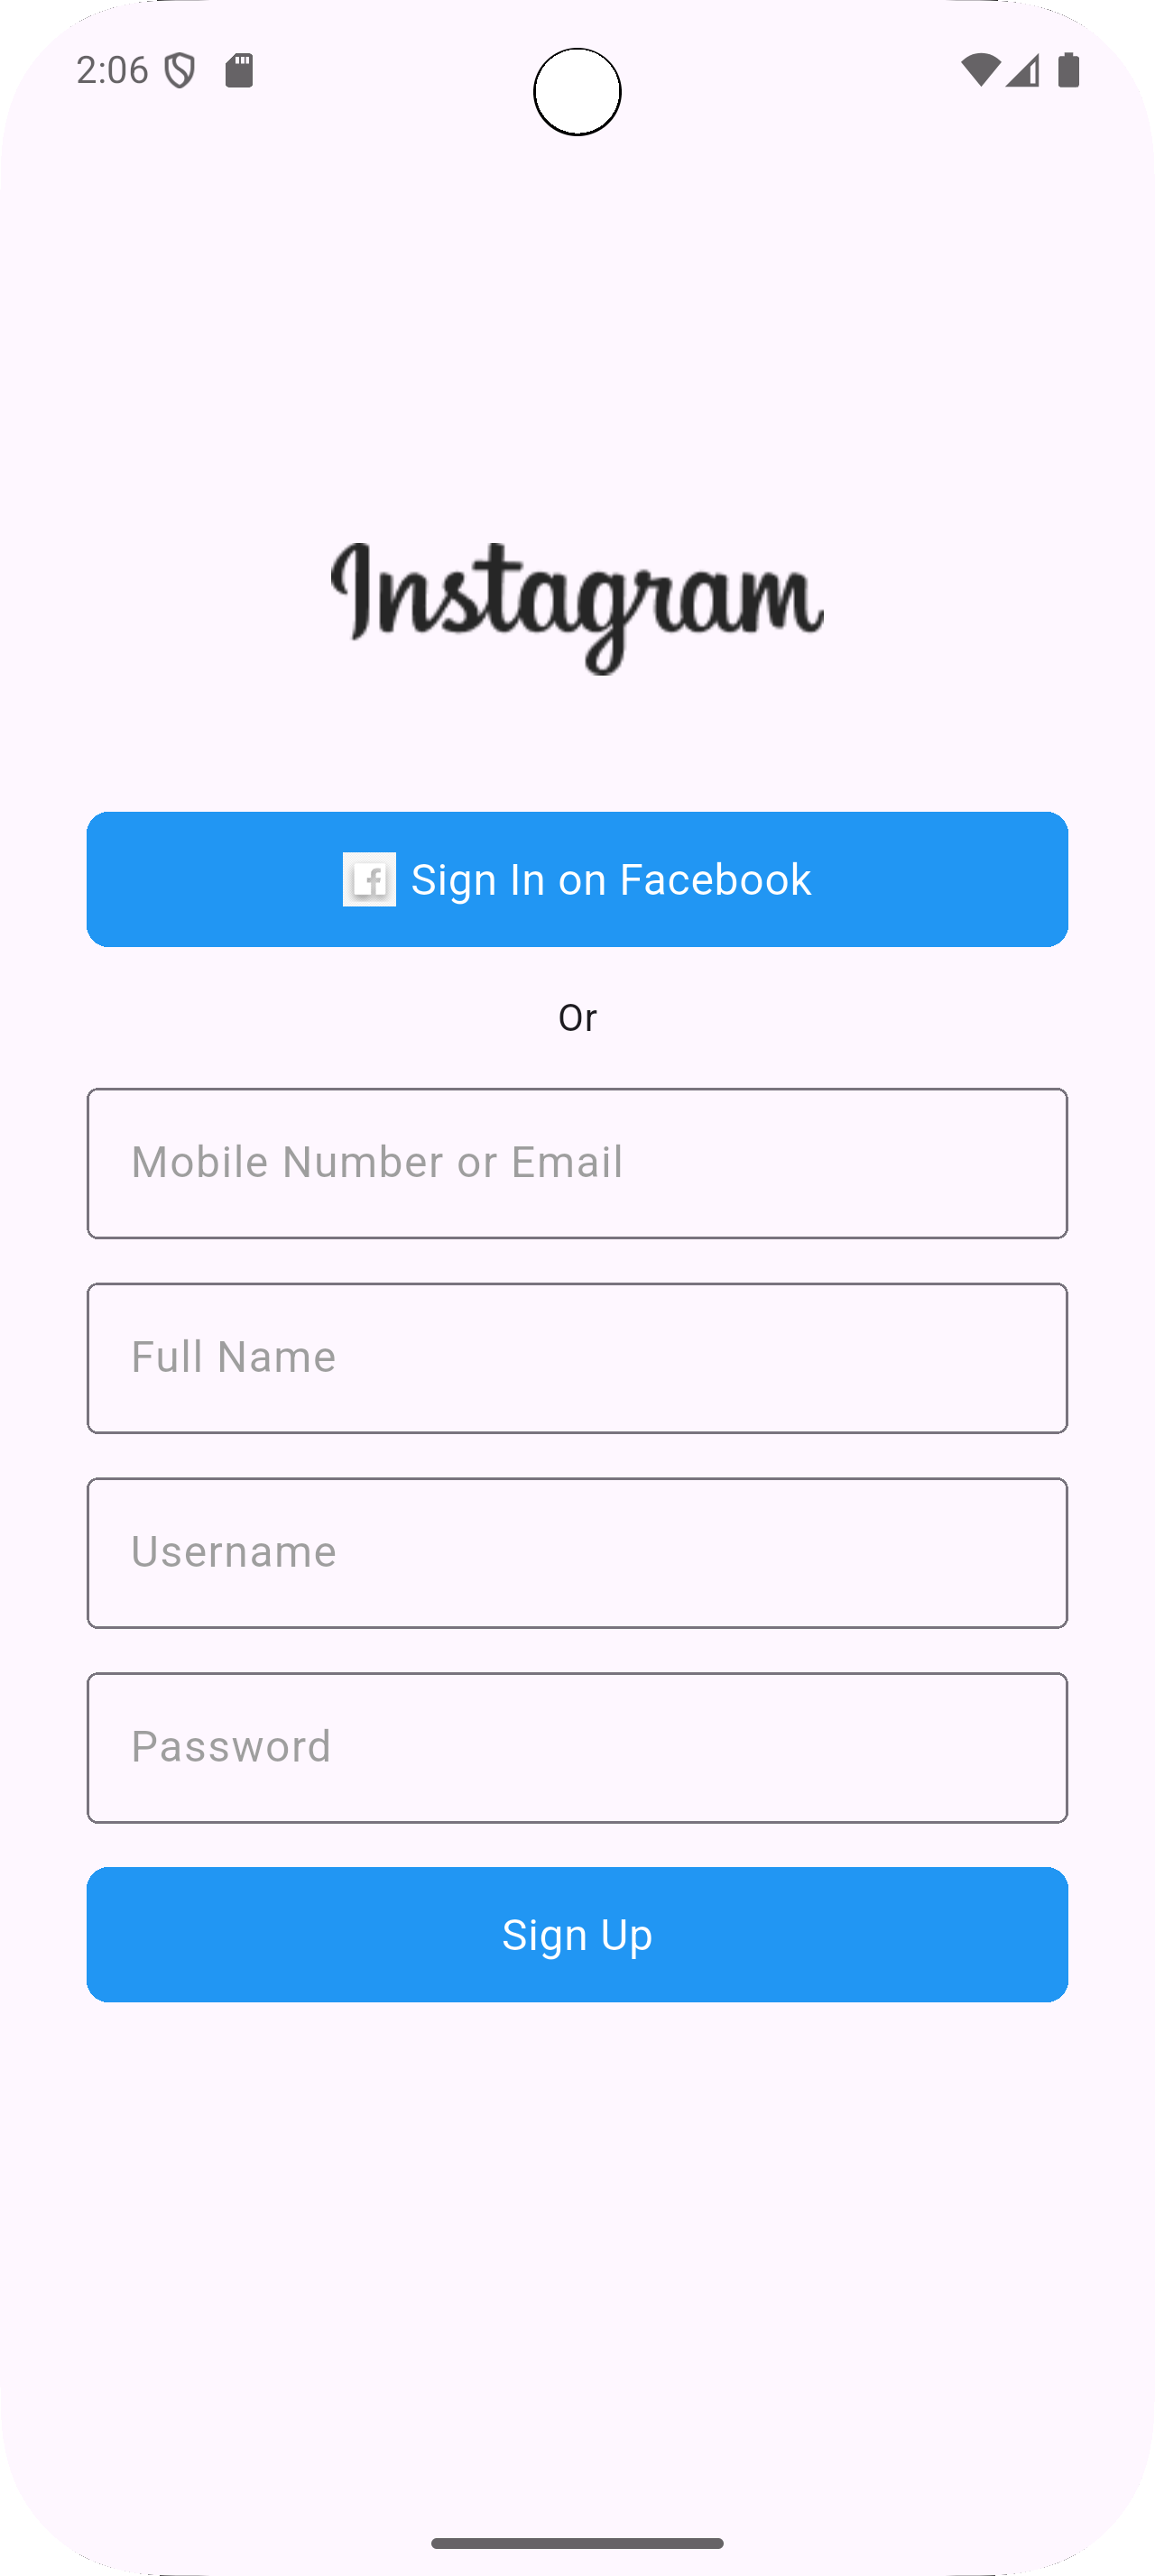 2:06
Instagram
Sign In on Facebook
Or
Mobile Number or Email
Full Name
Username
Password
Sign Up